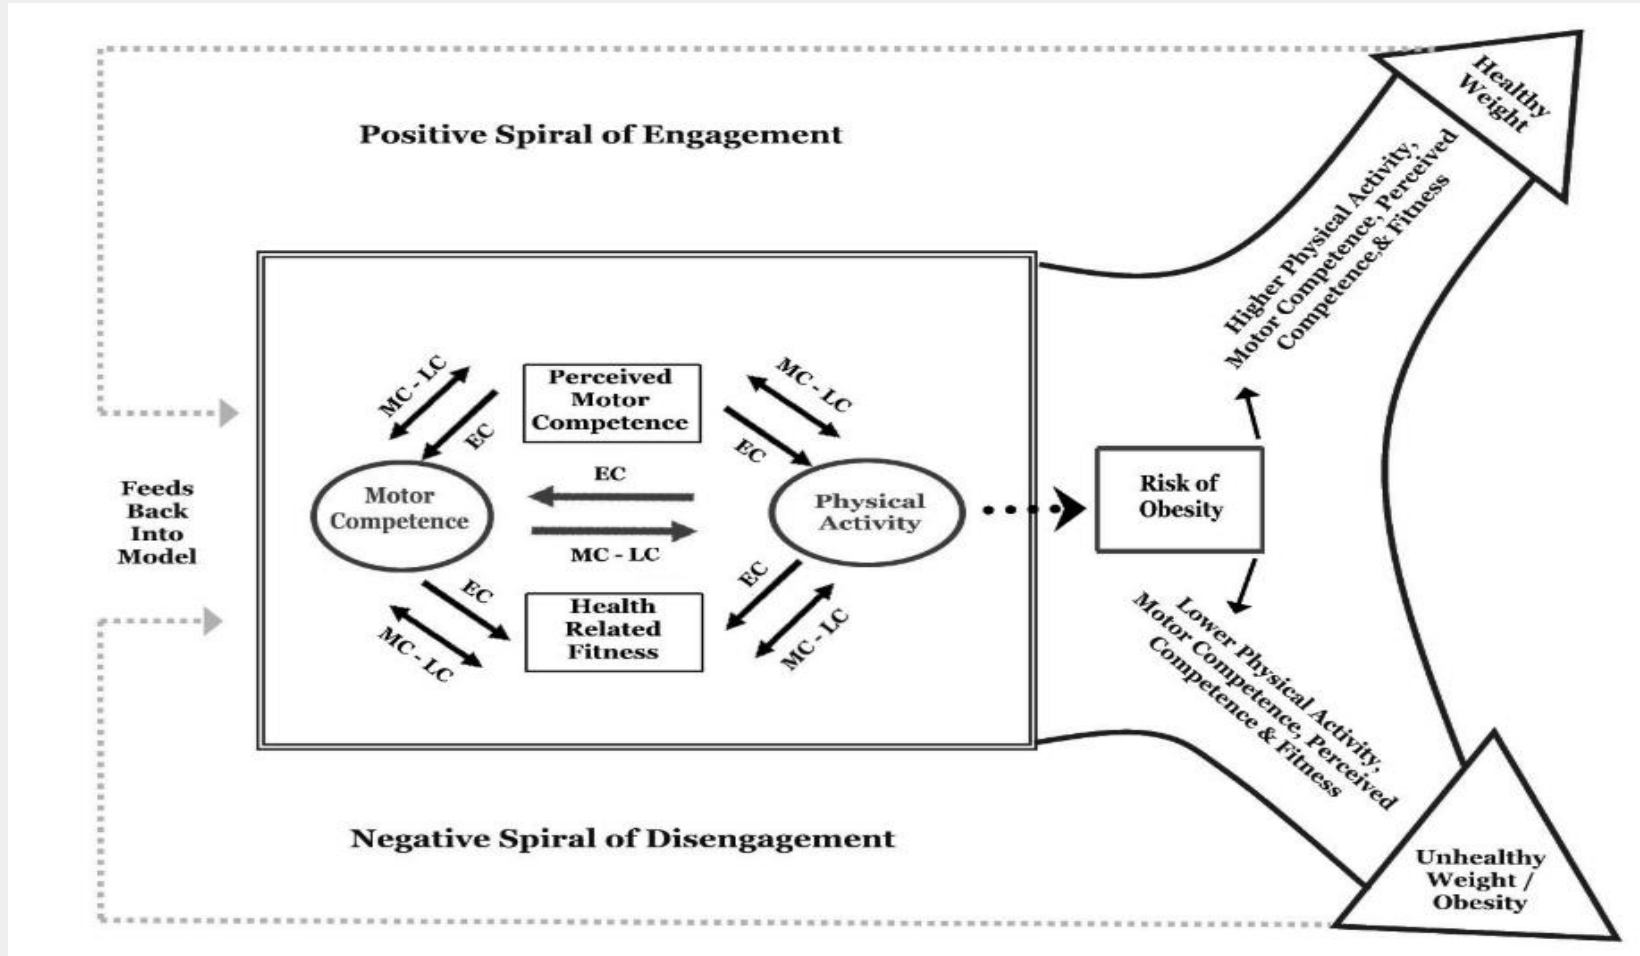 Healthy
Weight
Positive Spiral of Engagement
Higher Physical Activity,
Motor Competence, Perceived
Competence,& Fitness
MC - LC
EC
Perceived
Motor
Competence
MC - LC
EC
Motor
Competence
EC
MC - LC
Physical
Activity
Risk of
Obesity
Feeds
Back
Into
Model
EC
MC - LC
Health
Related
Fitness
EC
MC - LC
Lower Physical Activity,
Motor Competence, Perceived
Competence & Fitness
Negative Spiral of Disengagement
Unhealthy
Weight /
Obesity